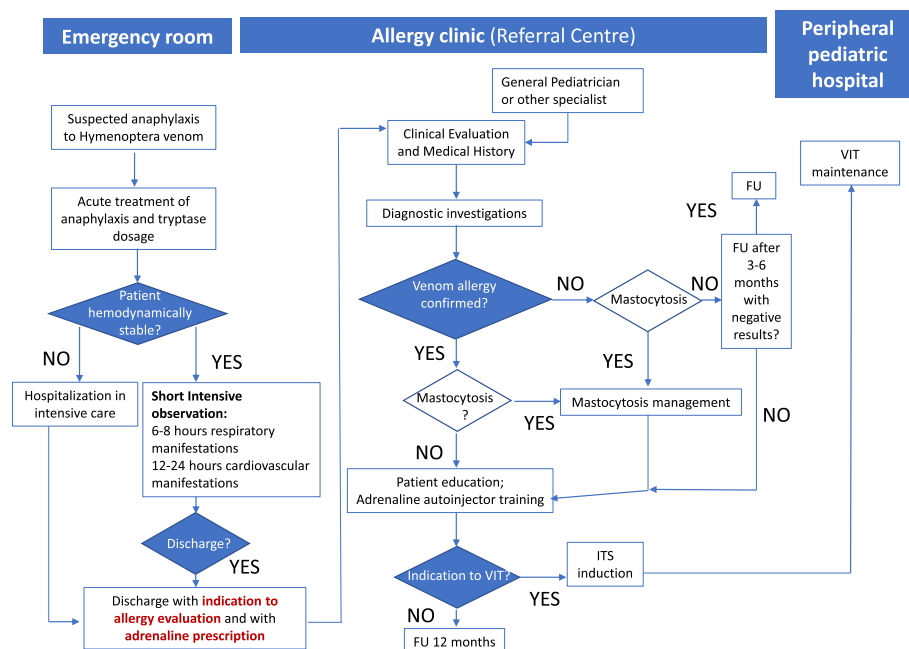 Emergency room
Allergy clinic (Referral Centre)
Peripheral
pediatric
hospital
Suspected anaphylaxis
to Hymenoptera venom
Acute treatment of
anaphylaxis and tryptase
dosage
Patient
hemodynamically
stable?
NO
YES
Hospitalization in
intensive care
Short Intensive
observation:
6-8 hours respiratory
manifestations
12-24 hours cardiovascular
manifestations
Discharge?
YES
Discharge with indication to
allergy evaluation and with
adrenaline prescription
General Pediatrician
or other specialist
Clinical Evaluation
and Medical History
Diagnostic investigations
Venom allergy
confirmed?
NO
Mastocytosis
NO
FU after
3-6
months
with
negative
results?
YES
FU
NO
YES
YES
Mastocytosis
?
YES
Mastocytosis management
NO
Patient education;
Adrenaline autoinjector training
Indication to VIT?
YES
ITS
induction
NO
FU 12 months
VIT
maintenance